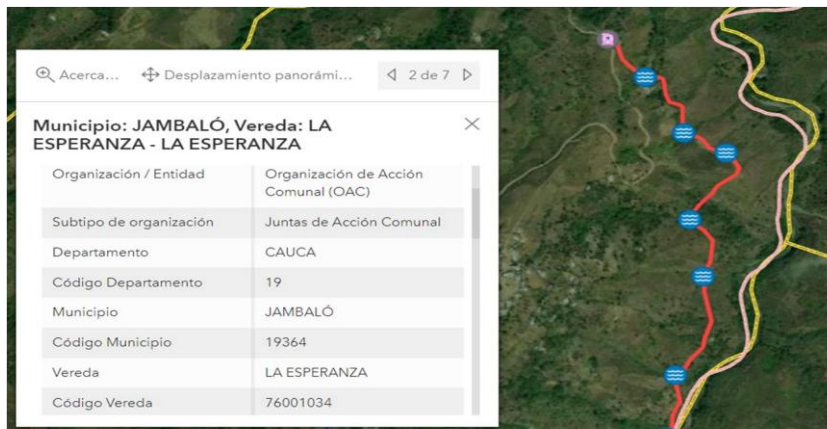 Acerca... Desplazamiento panorámi... 2 de 7
Municipio: JAMBALÓ, Vereda: LA
ESPERANZA - LA ESPERANZA
Organización / Entidad Organización de Acción
Comunal (OAC)
Subtipo de organización Juntas de Acción Comunal
Departamento CAUCA
Código Departamento 19
Municipio JAMBALÓ
Código Municipio 19364
Vereda LA ESPERANZA
Código Vereda 76001034